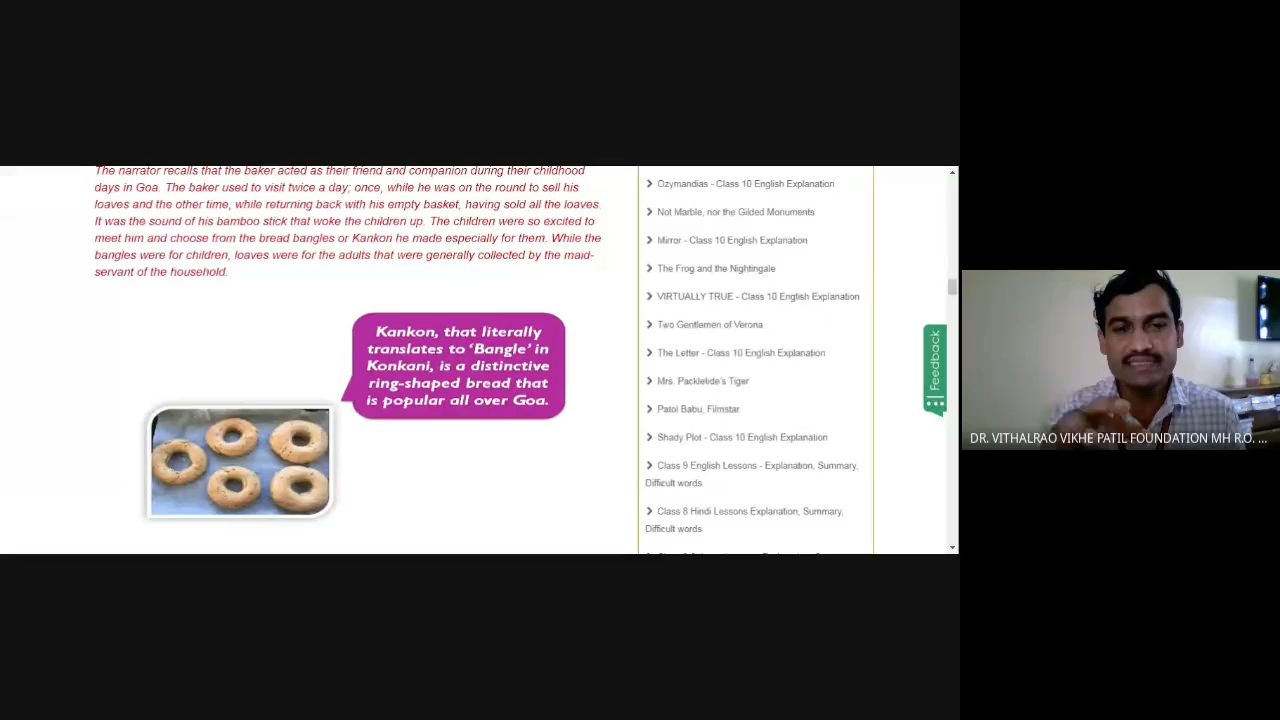 The narrator recalls that the baker acted as their friend and companion during their childhood
days in Goa. The baker used to visit twice a day; once, while he was on the round to sell his
loaves and the other time, while returning back with his empty basket, having sold all the loaves.
It was the sound of his bamboo stick that woke the children up. The children were so excited to
meet him and choose from the bread bangles or Kankon he made especially for them. While the
bangles were for children, loaves were for the adults that were generally collected by the maid-
servant of the household.
Kankon, that literally
translates to ‘Bangle’ in
Konkani, is a distinctive
ring-shaped bread that
is popular all over Goa.
Ozymandias - Class 10 English Explanation
Not Marble, nor the Gilded Monuments
Mirror - Class 10 English Explanation
The Frog and the Nightingale
VIRTUALLY TRUE - Class 10 English Explanation
Two Gentlemen of Verona
The Letter - Class 10 English Explanation
Mrs. Packletide's Tiger
Patol Babu, Filmstar
Shady Plot - Class 10 English Explanation
Class 9 English Lessons - Explanation, Summary,
Difficult words
Class 8 Hindi Lessons Explanation, Summary,
Difficult words
Feedback
DR. VITHALRAO VIKHE PATIL FOUNDATION MH R.O. ...